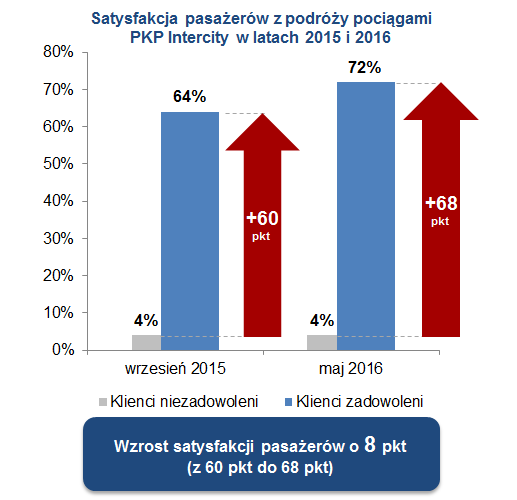 Satysfakcja pasażerów z podróży pociągami
PKP Intercity w latach 2015 i 2016
80%
70%
60%
50%
40%
30%
20%
10%
0%
64%
72%
4%
4%
+60
pkt
+68
pkt
wrzesień 2015
maj 2016
Klienci niezadowoleni
Klienci zadowoleni
Wzrost satysfakcji pasażerów o 8 pkt
(z 60 pkt do 68 pkt)